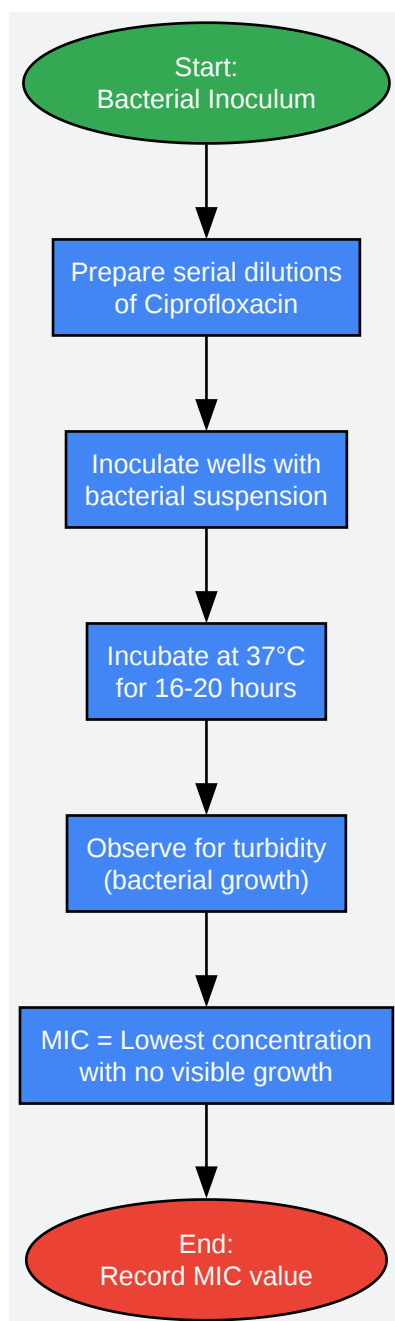 Start:
Bacterial Inoculum
Prepare serial dilutions
of Ciprofloxacin
Inoculate wells with
bacterial suspension
Incubate at 37°C
for 16-20 hours
Observe for turbidity
(bacterial growth)
MIC = Lowest concentration
with no visible growth
End:
Record MIC value